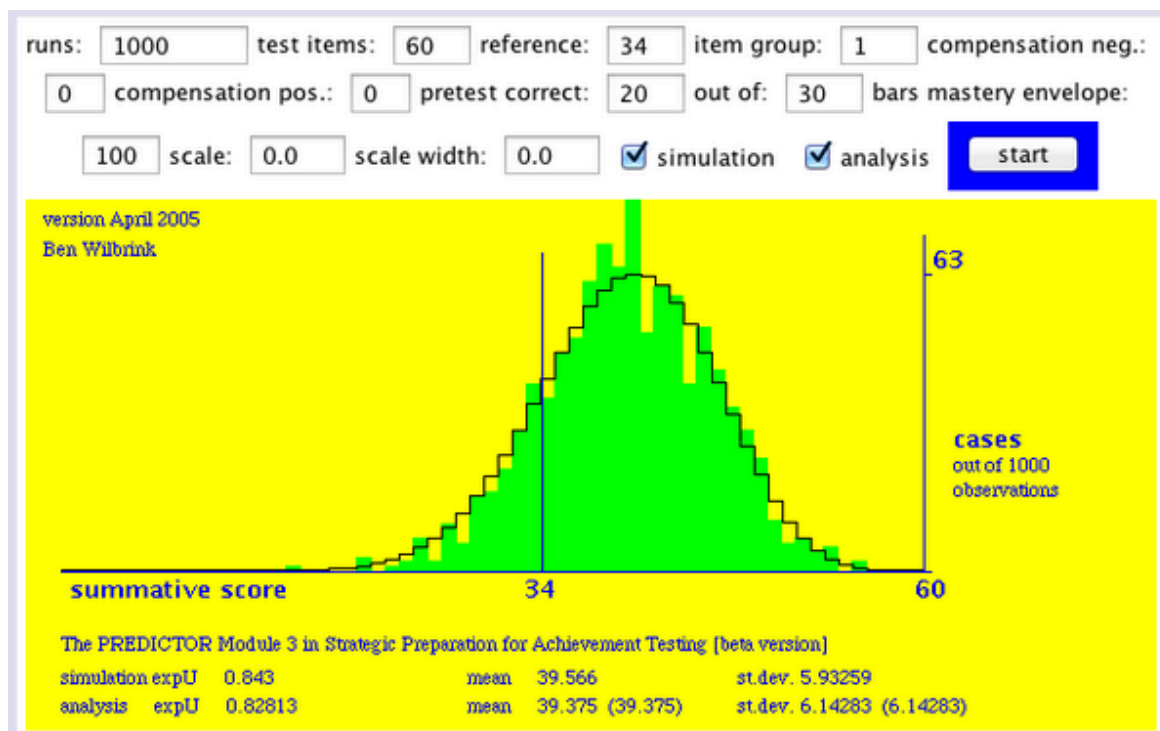 runs: 1000 test items: 60 reference: 34 item group: 1 compensation neg.:
0 compensation pos.: 0 pretest correct: 20 out of: 30 bars mastery envelope:
100 scale: 0.0 scale width: 0.0 simulation analysis start
version April 2005
Ben Wilbrink
63
cases
out of 1000
observations
summative score 34 60
The PREDICTOR Module 3 in Strategic Preparation for Achievement Testing [beta version]
simulation expU 0.843 mean 39.566 st.dev. 5.93259
analysis expU 0.82813 mean 39.375 (39.375) st.dev. 6.14283 (6.14283)